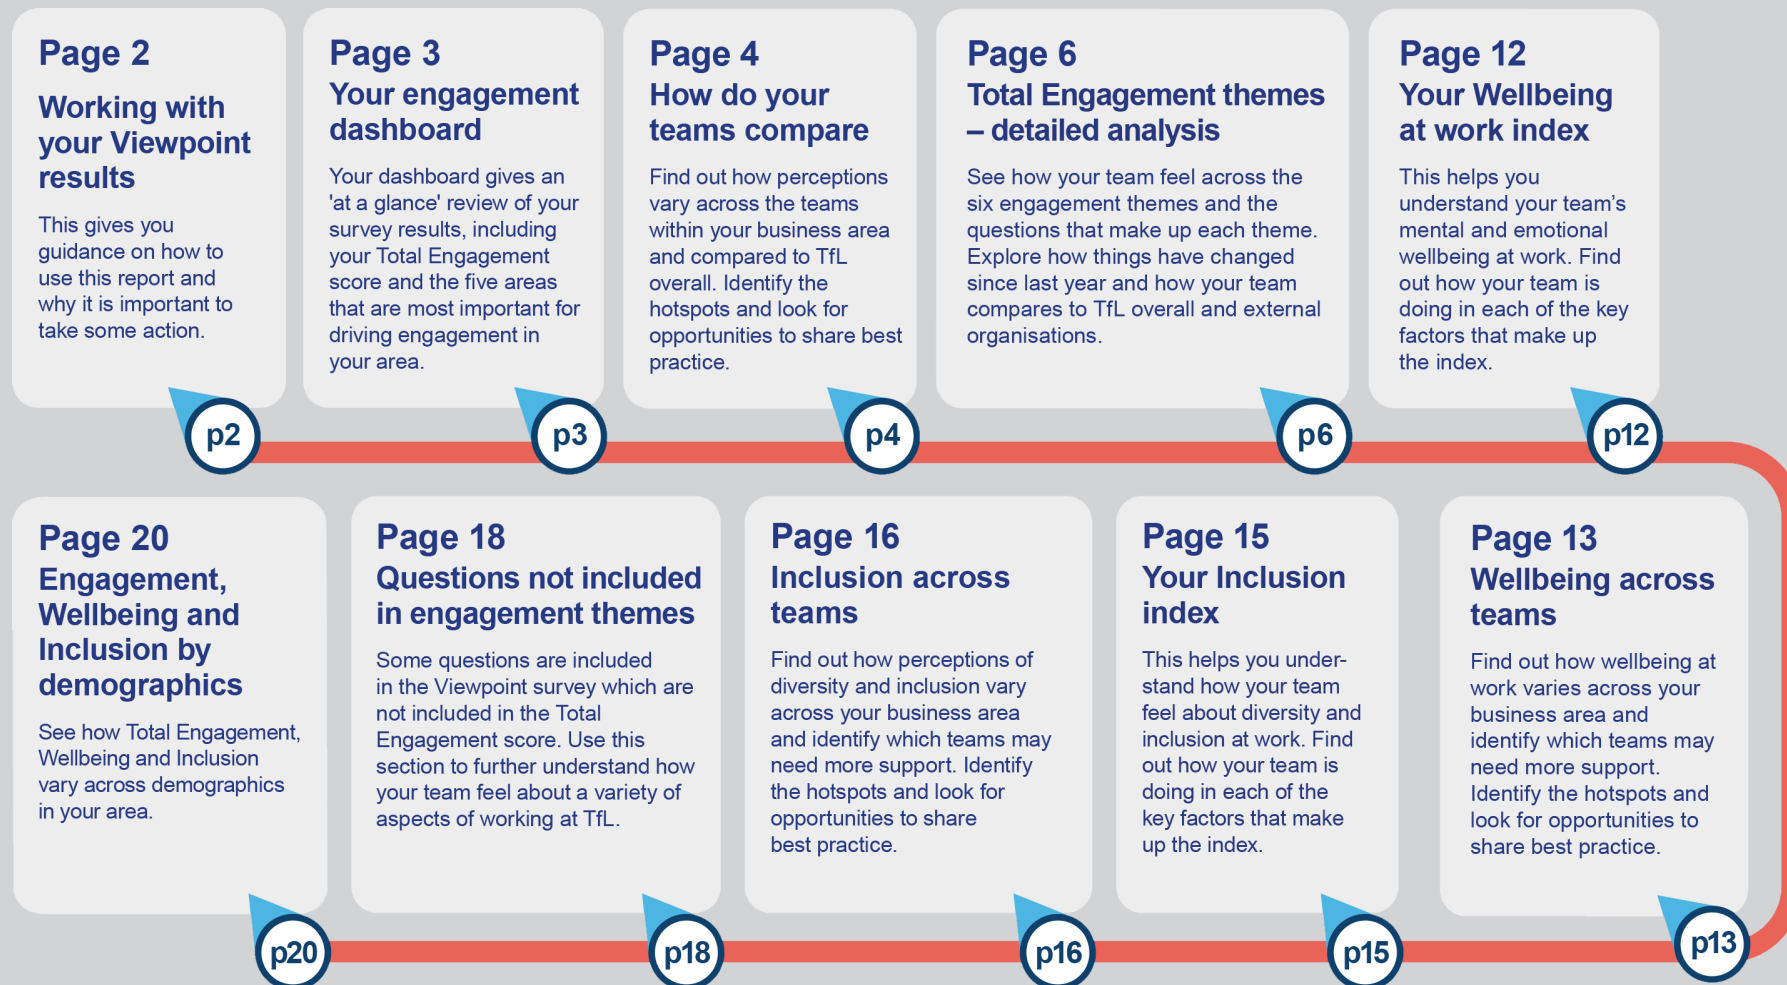 Page 2
Working with
your Viewpoint
results
This gives you
guidance on how to
use this report and
why it is important to
take some action.
p2
Page 3
Your engagement
dashboard
Your dashboard gives an
'at a glance' review of your
survey results, including
your Total Engagement
score and the five areas
that are most important for
driving engagement in
your area.
p3
Page 4
How do your
teams compare
Find out how perceptions
vary across the teams
within your business area
and compared to TfL
overall. Identify the
hotspots and look for
opportunities to share best
practice.
p4
Page 6
Total Engagement themes
– detailed analysis
See how your team feel across the
six engagement themes and the
questions that make up each theme.
Explore how things have changed
since last year and how your team
compares to TfL overall and external
organisations.
p6
Page 12
Your Wellbeing
at work index
This helps you
understand your team’s
mental and emotional
wellbeing at work. Find
out how your team is
doing in each of the key
factors that make up
the index.
p12
Page 13
Wellbeing across
teams
Find out how wellbeing at
work varies across your
business area and
identify which teams may
need more support.
Identify the hotspots and
look for opportunities to
share best practice.
p13
Page 15
Your Inclusion
index
This helps you under-
stand how your team
feel about diversity and
inclusion at work. Find
out how your team is
doing in each of the
key factors that make
up the index.
p15
Page 16
Inclusion across
teams
Find out how perceptions of
diversity and inclusion vary
across your business area
and identify which teams may
need more support. Identify
the hotspots and look for
opportunities to share
best practice.
p16
Page 18
Questions not included
in engagement themes
Some questions are included
in the Viewpoint survey which are
not included in the Total
Engagement score. Use this
section to further understand how
your team feel about a variety of
aspects of working at TfL.
p18
Page 20
Engagement,
Wellbeing and
Inclusion by
demographics
See how Total Engagement,
Wellbeing and Inclusion
vary across demographics
in your area.
p20